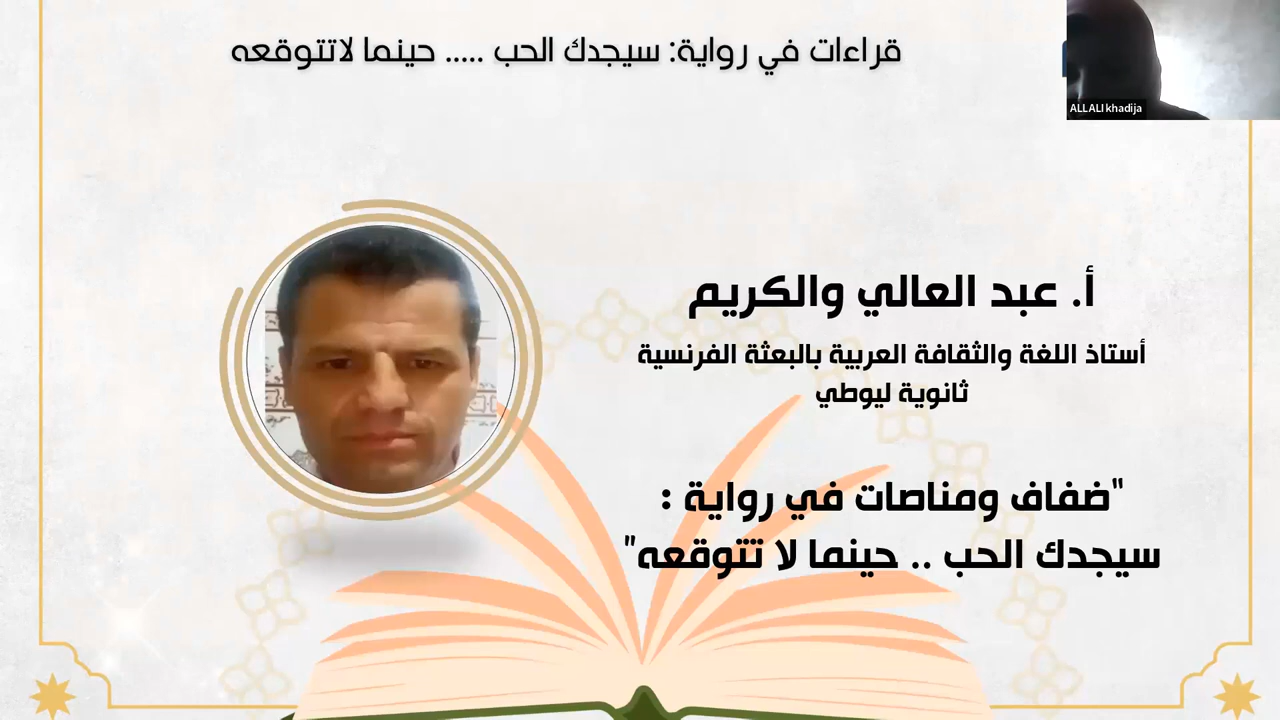 قراءات في رواية: سيجدك الحب ..... حينما لاتتوقعه
ALLALI khadija
أ. عبد العالي والكريم
أستاذ اللغة والثقافة العربية بالبعثة الفرنسية
ثانوية ليوطي
"ضفاف ومناصات في رواية :
سيجدك الحب .. حينما لا تتوقعه"